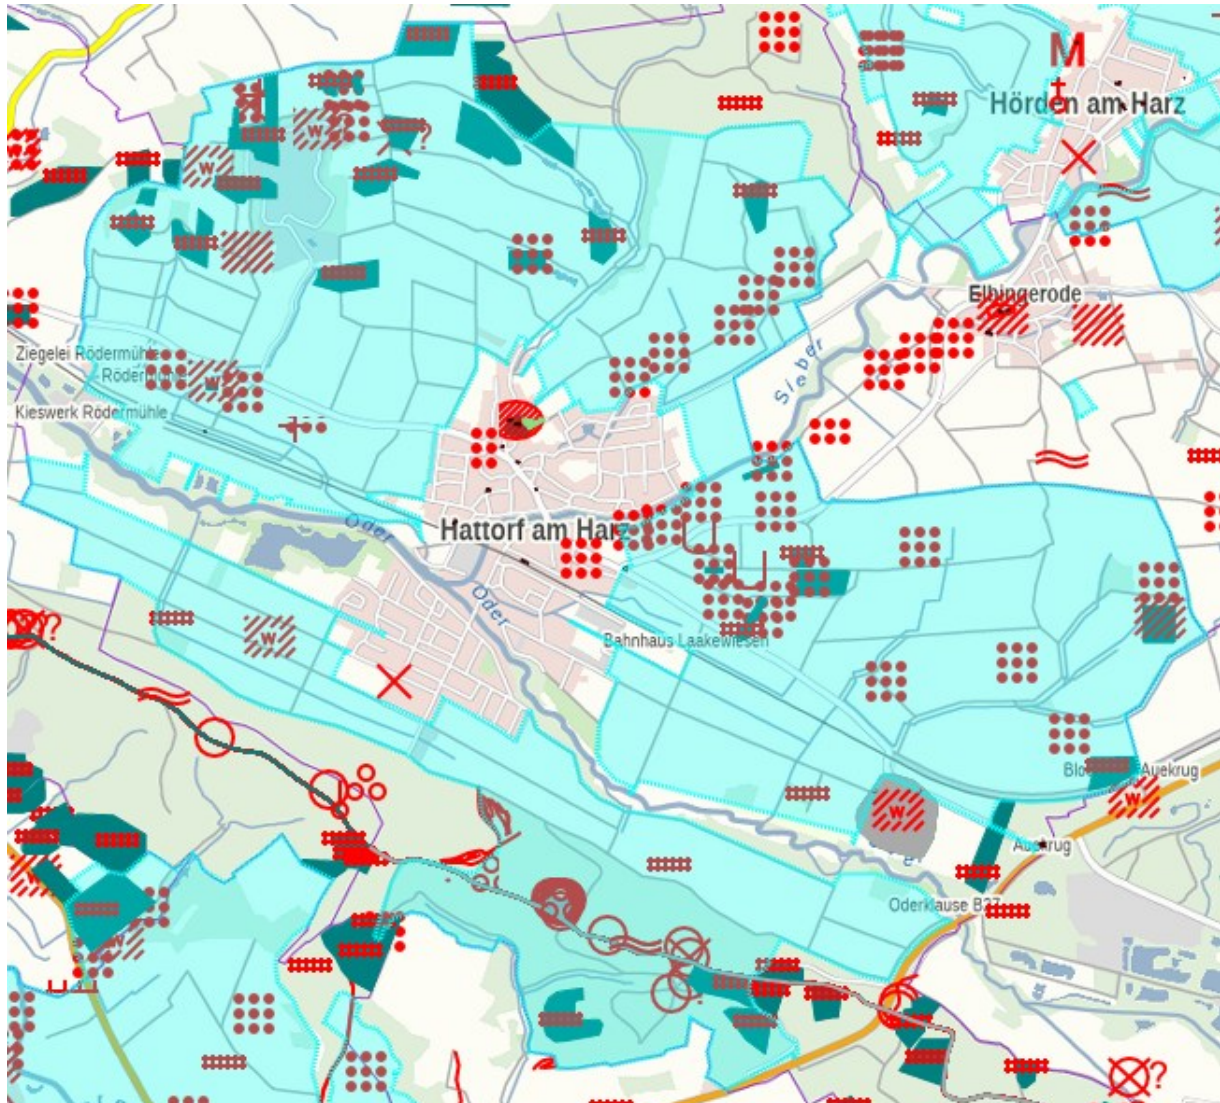 M
Hörden am Harz
W
W
?
Elbingerode
Ziegelei Rödermühle
W
Kieswerk Rödermühle
Sieber
Oder
Hattorf am Harz
Oder
W
?
Bahnhaus Laakewiesen
Auekrug
W
W
Auekrug
Oderklause B27
W
?